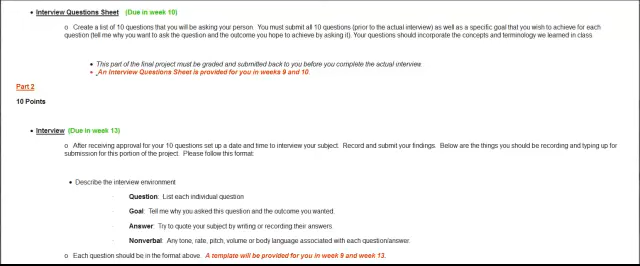 Interview Questions Sheet (Due in week 10)
o Create a list of 10 questions that you will be asking your person. You must submit all 10 questions (prior to the actual interview) as well as a specific goal that you wish to achieve for each
question (tell me why you want to ask the question and the outcome you hope to achieve by asking it). Your questions should incorporate the concepts and terminology we learned in class
This part of the final project must be graded and submitted back to you before you complete the actual interview.
An Interview Questions Sheet is provided for you in weeks 9 and 10.
Part 2
10 Points
Interview (Due in week 13)
o After receiving approval for your 10 questions set up a date and time to interview your subject. Record and submit your findings. Below are the things you should be recording and typing up for
submission for this portion of the project. Please follow this format:
Describe the interview environment
Question: List each individual question
Goal: Tell me why you asked this question and the outcome you wanted.
Answer: Try to quote your subject by writing or recording their answers.
Nonverbal: Any tone, rate, pitch, volume or body language associated with each question/answer.
o Each question should be in the format above. A template will be provided for you in week 9 and week 13.